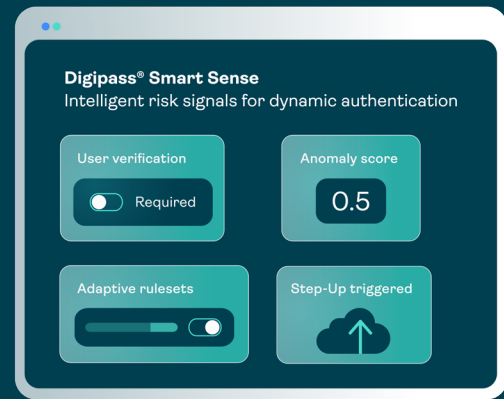 Digipass® Smart Sense
Intelligent risk signals for dynamic authentication
User verification
Required
Anomaly score
0.5
Adaptive rulesets
Step-Up triggered